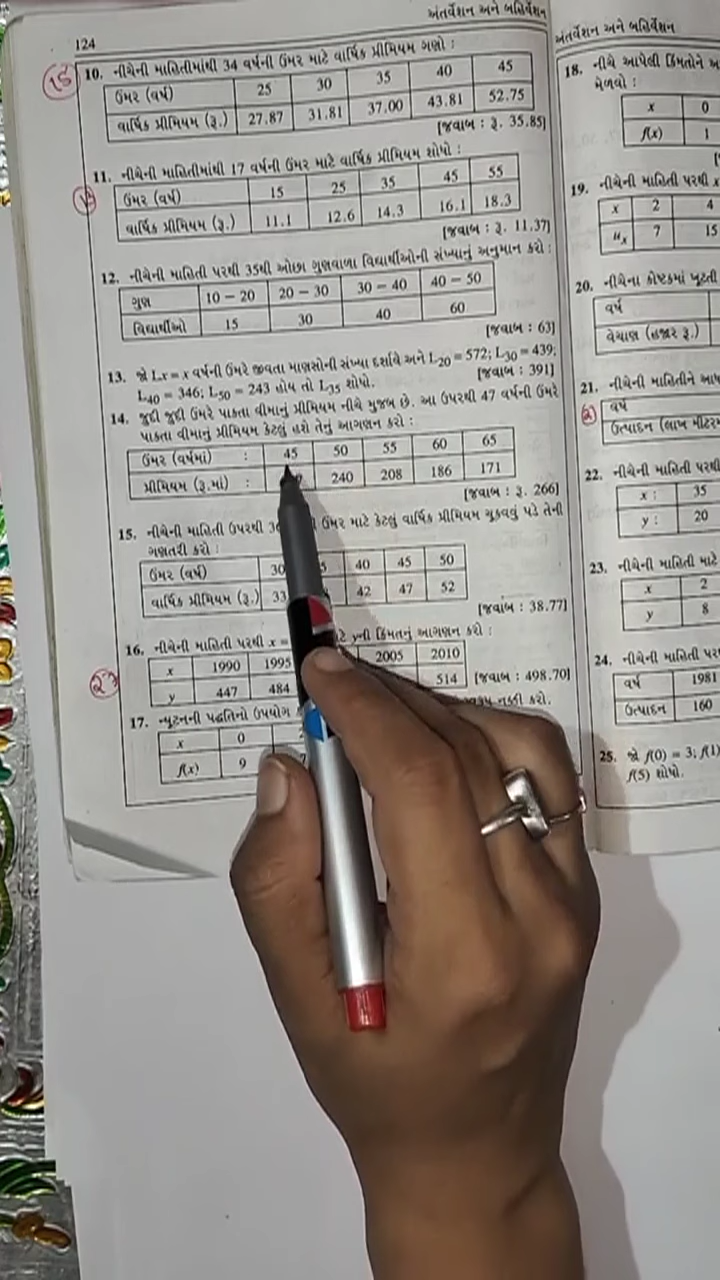 124
અંતર્વેશન અને બહિર્વેશન
10. નીચેની માહિતીમાંથી 34 વર્ષની ઉંમર માટે વાર્ષિક પ્રીમિયમ ગણો :
ઉંમર (વર્ષ) 25 30 35 40 45
વાર્ષિક પ્રીમિયમ (રૂ.) 27.87 31.81 37.00 43.81 52.75
[જવાબ : રૂ. 35.85]
11. નીચેની માહિતીમાંથી 17 વર્ષની ઉંમર માટે વાર્ષિક પ્રીમિયમ શોધો :
ઉંમર (વર્ષ) 15 25 35 45 55
વાર્ષિક પ્રીમિયમ (રૂ.) 11.1 12.6 14.3 16.1 18.3
[જવાબ : રૂ. 11.37]
12. નીચેની માહિતી પરથી 35થી ઓછા ગુણવાળા વિદ્યાર્થીઓની સંખ્યાનું અનુમાન કરો :
ગુણ 10 – 20 20 – 30 30 – 40 40 – 50
વિદ્યાર્થીઓ 15 30 40 60
[જવાબ : 63]
13. જો Lx = x વર્ષની ઉંમરે જીવતા માણસોની સંખ્યા દર્શાવે અને L20 = 572; L30 = 439;
L40 = 346; L50 = 243 હોય તો L35 શોધો. [જવાબ : 391]
14. જુદી જુદી ઉંમરે પાકતા વીમાનું પ્રીમિયમ નીચે મુજબ છે. આ ઉપરથી 47 વર્ષની ઉંમરે
પાકતા વીમાનું પ્રીમિયમ કેટલું હશે તેનું આગણન કરો :
ઉંમર (વર્ષમાં) : 45 50 55 60 65
પ્રીમિયમ (રૂ.માં) : 240 208 186 171
[જવાબ : રૂ. 266]
15. નીચેની માહિતી ઉપરથી ઉંમર માટે કેટલું વાર્ષિક પ્રીમિયમ ચૂકવવું પડે તેની
ગણતરી કરો :
ઉંમર (વર્ષ) 30 40 45 50
વાર્ષિક પ્રીમિયમ (રૂ.) 33 42 47 52
[જવાબ : 38.77]
16. નીચેની માહિતી પરથી x = yની કિંમતનું આગણન કરો :
x 1990 1995 2005 2010
y 447 484 514 [જવાબ : 498.70]
17. ન્યૂટનની પદ્ધતિનો ઉપયોગ નક્કી કરો.
x 0
f(x) 9
અંતર્વેશન અને બહિર્વેશન
18. નીચે આપેલી કિંમતોને
મેળવો :
x 0
f(x) 1
19. નીચેની માહિતી પરથી x
x 2 4
ux 7 15
20. નીચેના કોષ્ટકમાં ખૂટતી
વર્ષ
વેચાણ (હજાર રૂ.)
21. નીચેની માહિતીને
વર્ષ
ઉત્પાદન (લાખ
22. નીચેની માહિતી પરથી
x : 35
y : 20
23. નીચેની માહિતી માટે
x 2
y 8
24. નીચેની માહિતી
વર્ષ 1981
ઉત્પાદન 160
25. જો f(0) = 3; f(1)
f(5) શોધો.